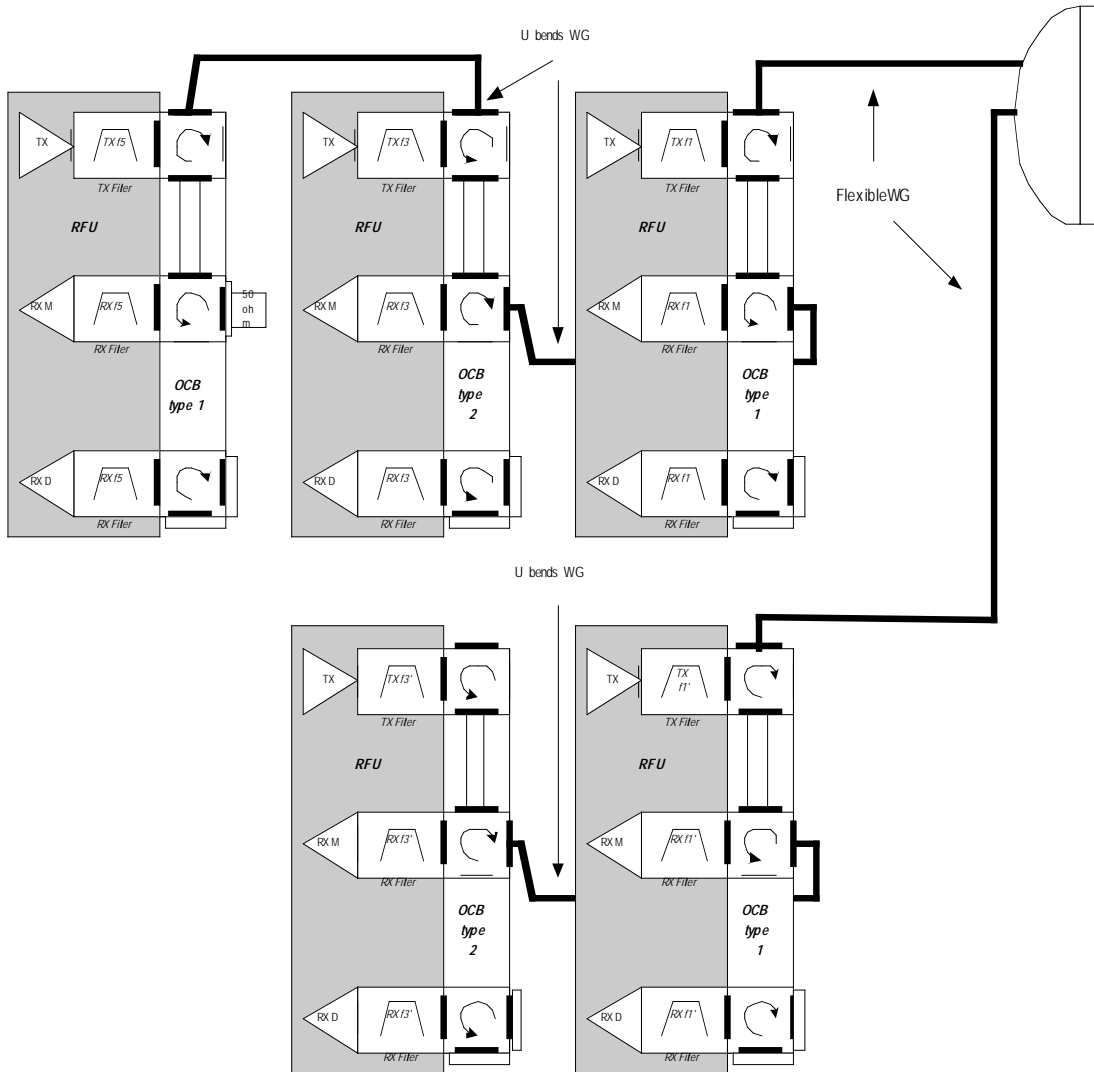 U bends WG
TX
TX f5
TX Filter
RFU
RX M
RX f5
RX Filter
50
oh
m
OCB
type 1
RX D
RX f5
RX Filter
TX
TX f3
TX Filter
RFU
RX M
RX f3
RX Filter
OCB
type
2
RX D
RX f3
RX Filter
TX
TX f1
TX Filter
RFU
RX M
RX f1
RX Filter
OCB
type
1
RX D
RX f1
RX Filter
FlexibleWG
U bends WG
TX
TX f3'
TX Filter
RFU
RX M
RX f3'
RX Filter
OCB
type
2
RX D
RX f3'
RX Filter
TX
TX
f1'
TX Filter
RFU
RX M
RX f1'
RX Filter
OCB
type
1
RX D
RX f1'
RX Filter